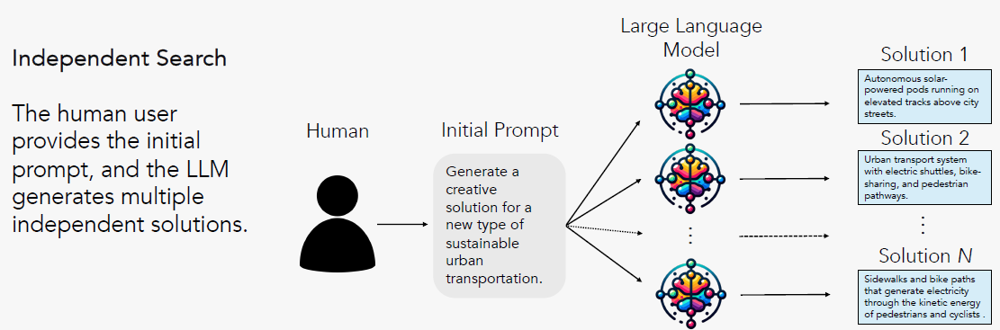 Independent Search
The human user
provides the initial
prompt, and the LLM
generates multiple
independent solutions.
Human
Initial Prompt
Generate a
creative
solution for a
new type of
sustainable
urban
transportation.
Large Language
Model
Solution 1
Autonomous solar-
powered pods running on
elevated tracks above city
streets.
Solution 2
Urban transport system
with electric shuttles, bike-
sharing, and pedestrian
pathways.
Solution N
Sidewalks and bike paths
that generate electricity
through the kinetic energy
of pedestrians and cyclists .